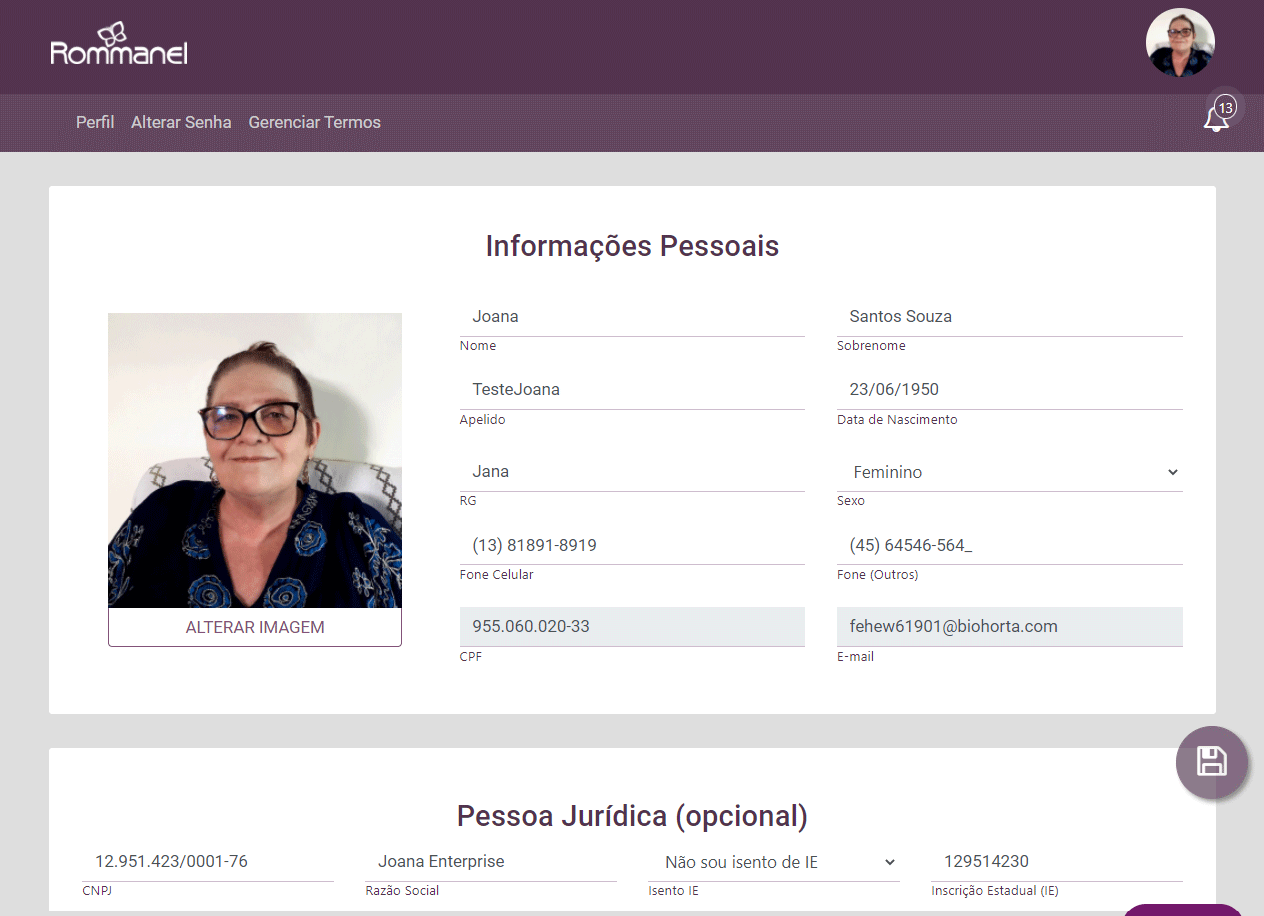 Rommanel
Perfil Alterar Senha Gerenciar Termos
13
Informações Pessoais
Joana
Nome
Santos Souza
Sobrenome
TesteJoana
Apelido
23/06/1950
Data de Nascimento
Jana
RG
Feminino
Sexo
(13) 81891-8919
Fone Celular
(45) 64546-564_
Fone (Outros)
ALTERAR IMAGEM
955.060.020-33
CPF
fehew61901@biohorta.com
E-mail
Pessoa Jurídica (opcional)
12.951.423/0001-76
CNPJ
Joana Enterprise
Razão Social
Não sou isento de IE
Isento IE
129514230
Inscrição Estadual (IE)